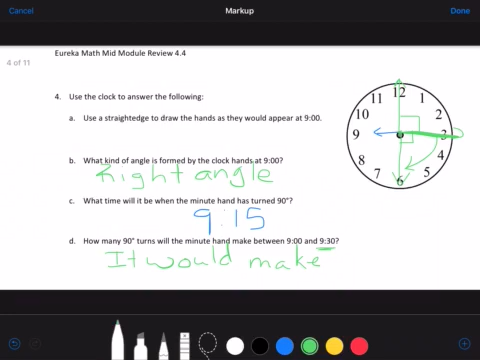 Cancel
Markup
Done
4 of 11
Eureka Math Mid Module Review 4.4
4. Use the clock to answer the following:
a. Use a straightedge to draw the hands as they would appear at 9:00.
b. What kind of angle is formed by the clock hands at 9:00?
Right angle
c. What time will it be when the minute hand has turned 90°?
9:15
d. How many 90° turns will the minute hand make between 9:00 and 9:30?
It would make
12
11
1
10
2
9
3
8
4
7
5
6